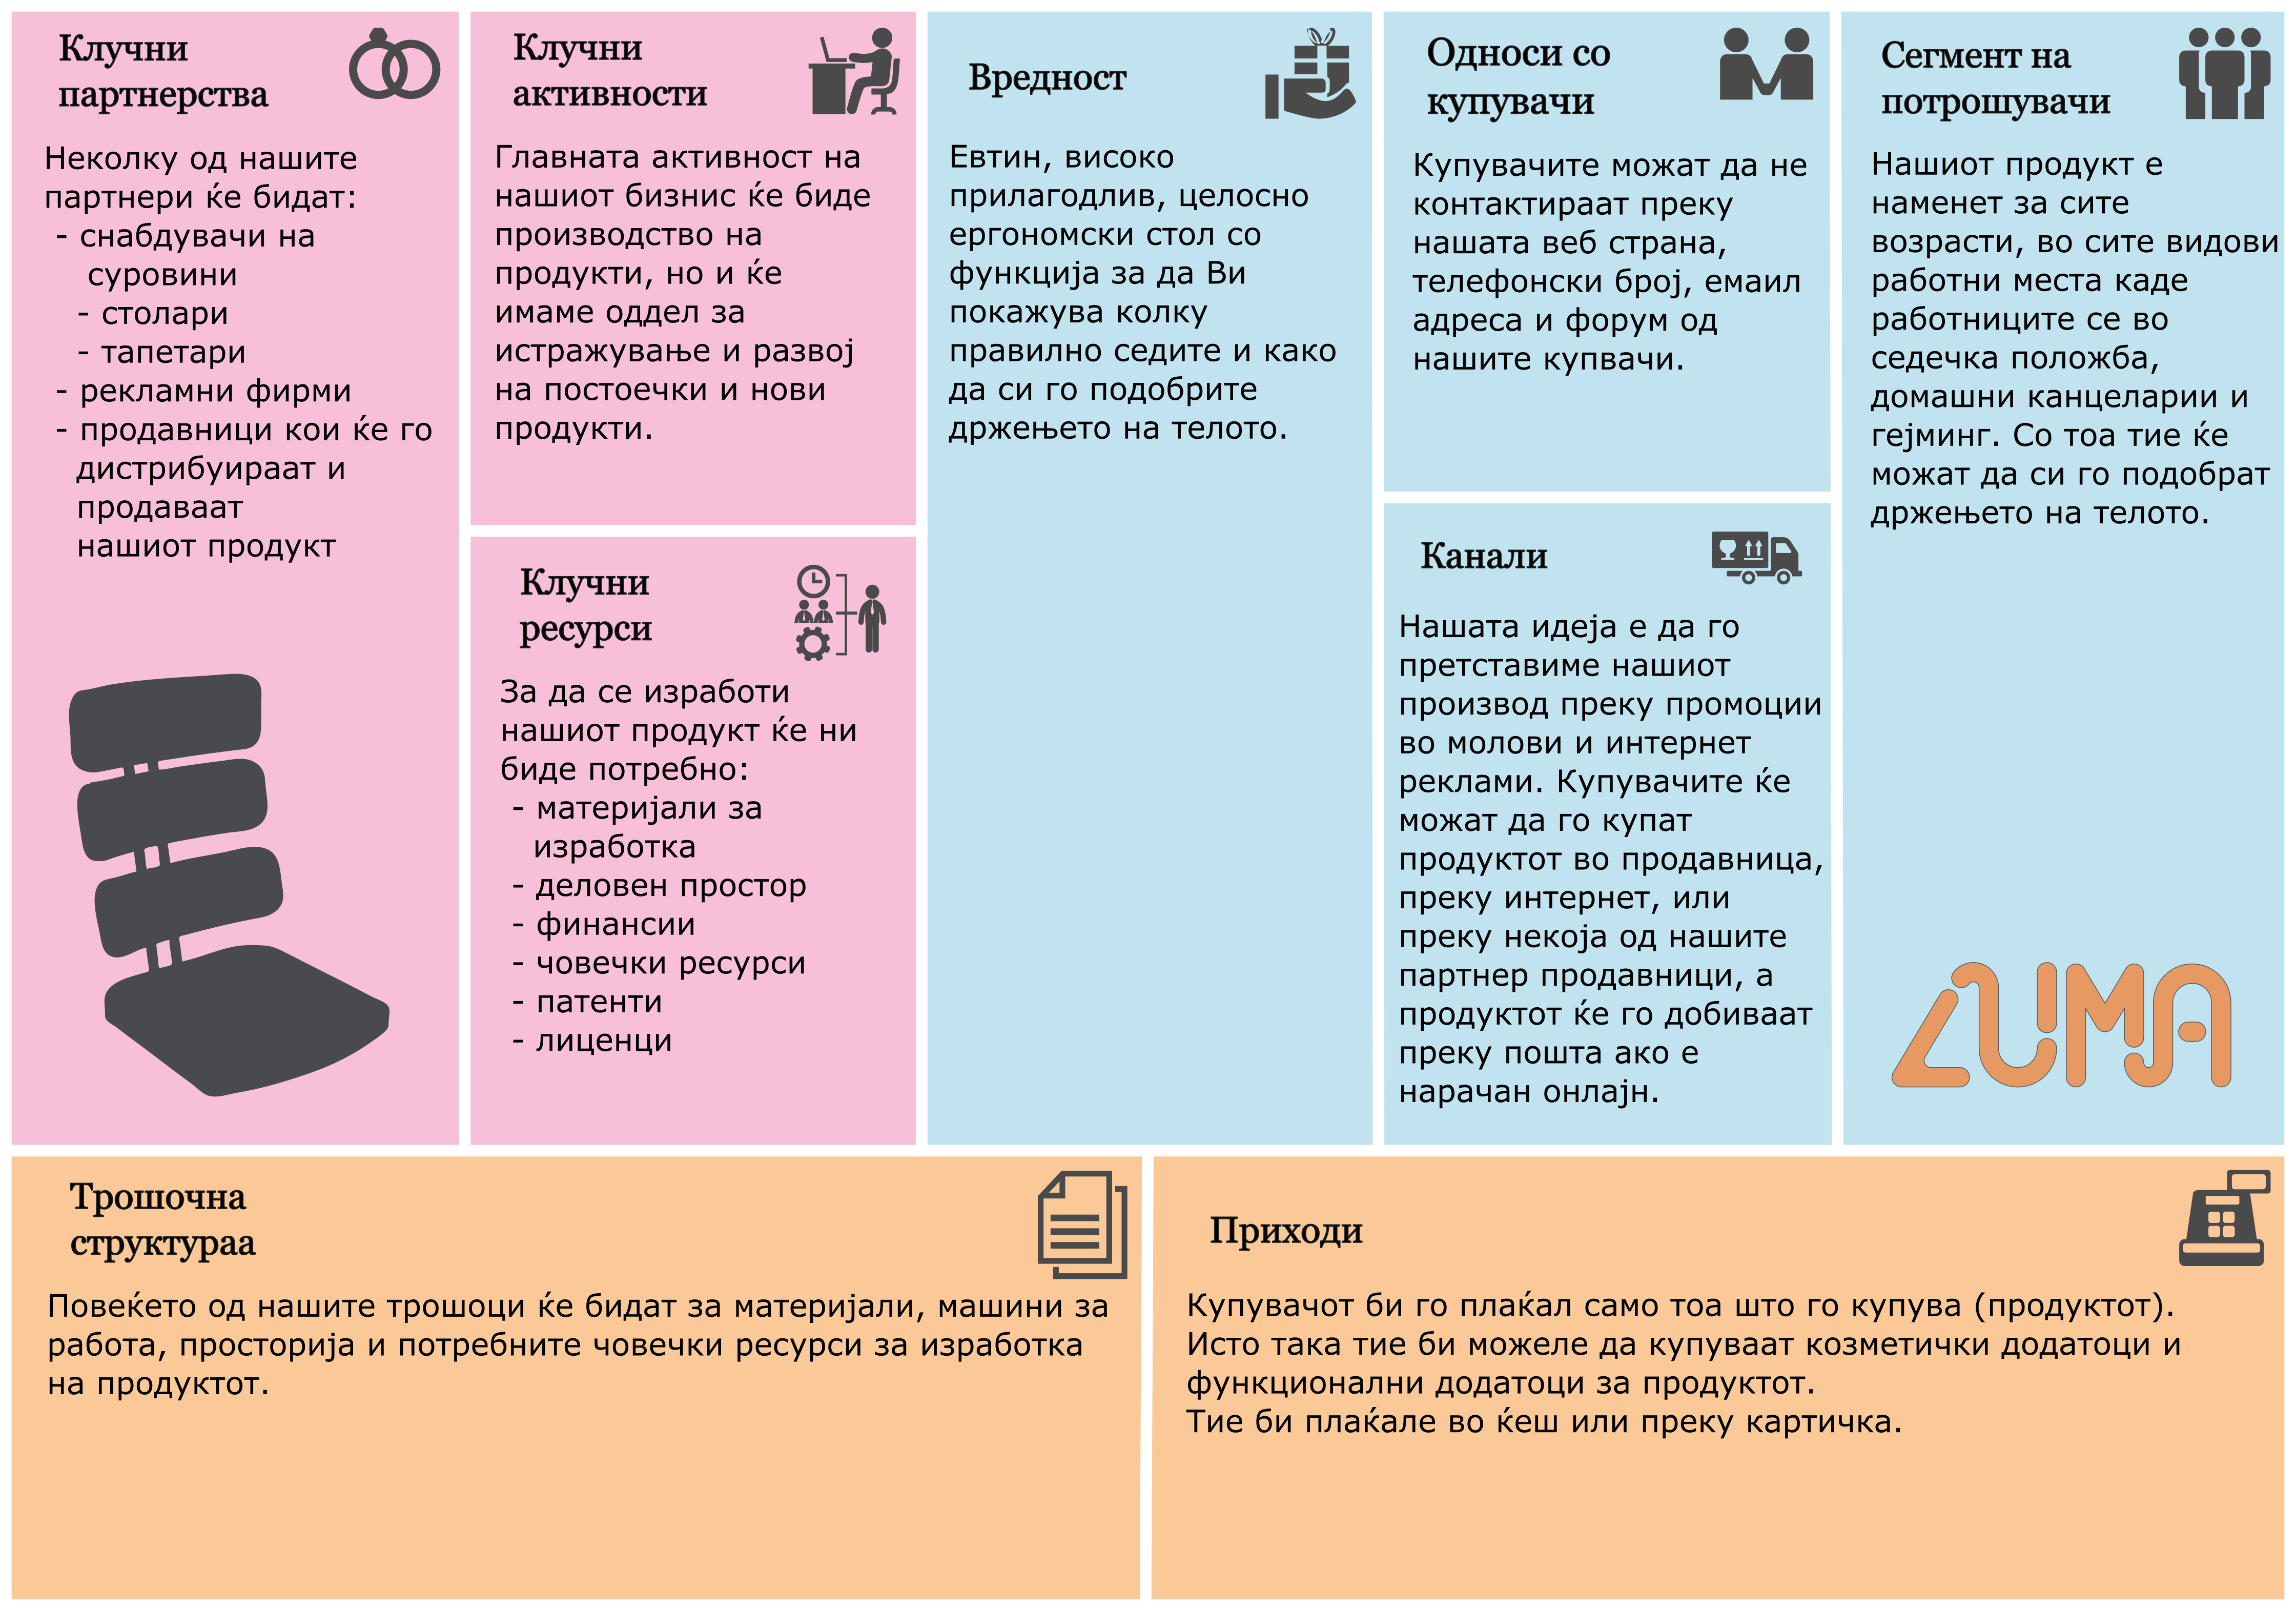 Клучни
партнерства
Неколку од нашите
партнери ќе бидат:
- снабдувачи на
суровини
- столари
- тапетари
- рекламни фирми
- продавници кои ќе го
дистрибуираат и
продаваат
нашиот продукт
Клучни
активности
Главната активност на
нашиот бизнис ќе биде
производство на
продукти, но и ќе
имаме оддел за
истражување и развој
на постоечки и нови
продукти.
Клучни
ресурси
За да се изработи
нашиот продукт ќе ни
биде потребно:
- материјали за
изработка
- деловен простор
- финансии
- човечки ресурси
- патенти
- лиценци
Вредност
Евтин, високо
прилагодлив, целосно
ергономски стол со
функција за да Ви
покажува колку
правилно седите и како
да си го подобрите
држењето на телото.
Односи со
купувачи
Купувачите можат да не
контактираат преку
нашата веб страна,
телефонски број, емаил
адреса и форум од
нашите купвачи.
Канали
Нашата идеја е да го
претставиме нашиот
производ преку промоции
во молови и интернет
реклами. Купувачите ќе
можат да го купат
продуктот во продавница,
преку интернет, или
преку некоја од нашите
партнер продавници, а
продуктот ќе го добиваат
преку пошта ако е
нарачан онлајн.
Сегмент на
потрошувачи
Нашиот продукт е
наменет за сите
возрасти, во сите видови
работни места каде
работниците се во
седечка положба,
домашни канцеларии и
гејминг. Со тоа тие ќе
можат да си го подобрат
држењето на телото.
ZUMA
Трошочна
структураа
Повеќето од нашите трошоци ќе бидат за материјали, машини за
работа, просторија и потребните човечки ресурси за изработка
на продуктот.
Приходи
Купувачот би го плаќал само тоа што го купува (продуктот).
Исто така тие би можеле да купуваат козметички додатоци и
функционални додатоци за продуктот.
Тие би плаќале во ќеш или преку картичка.